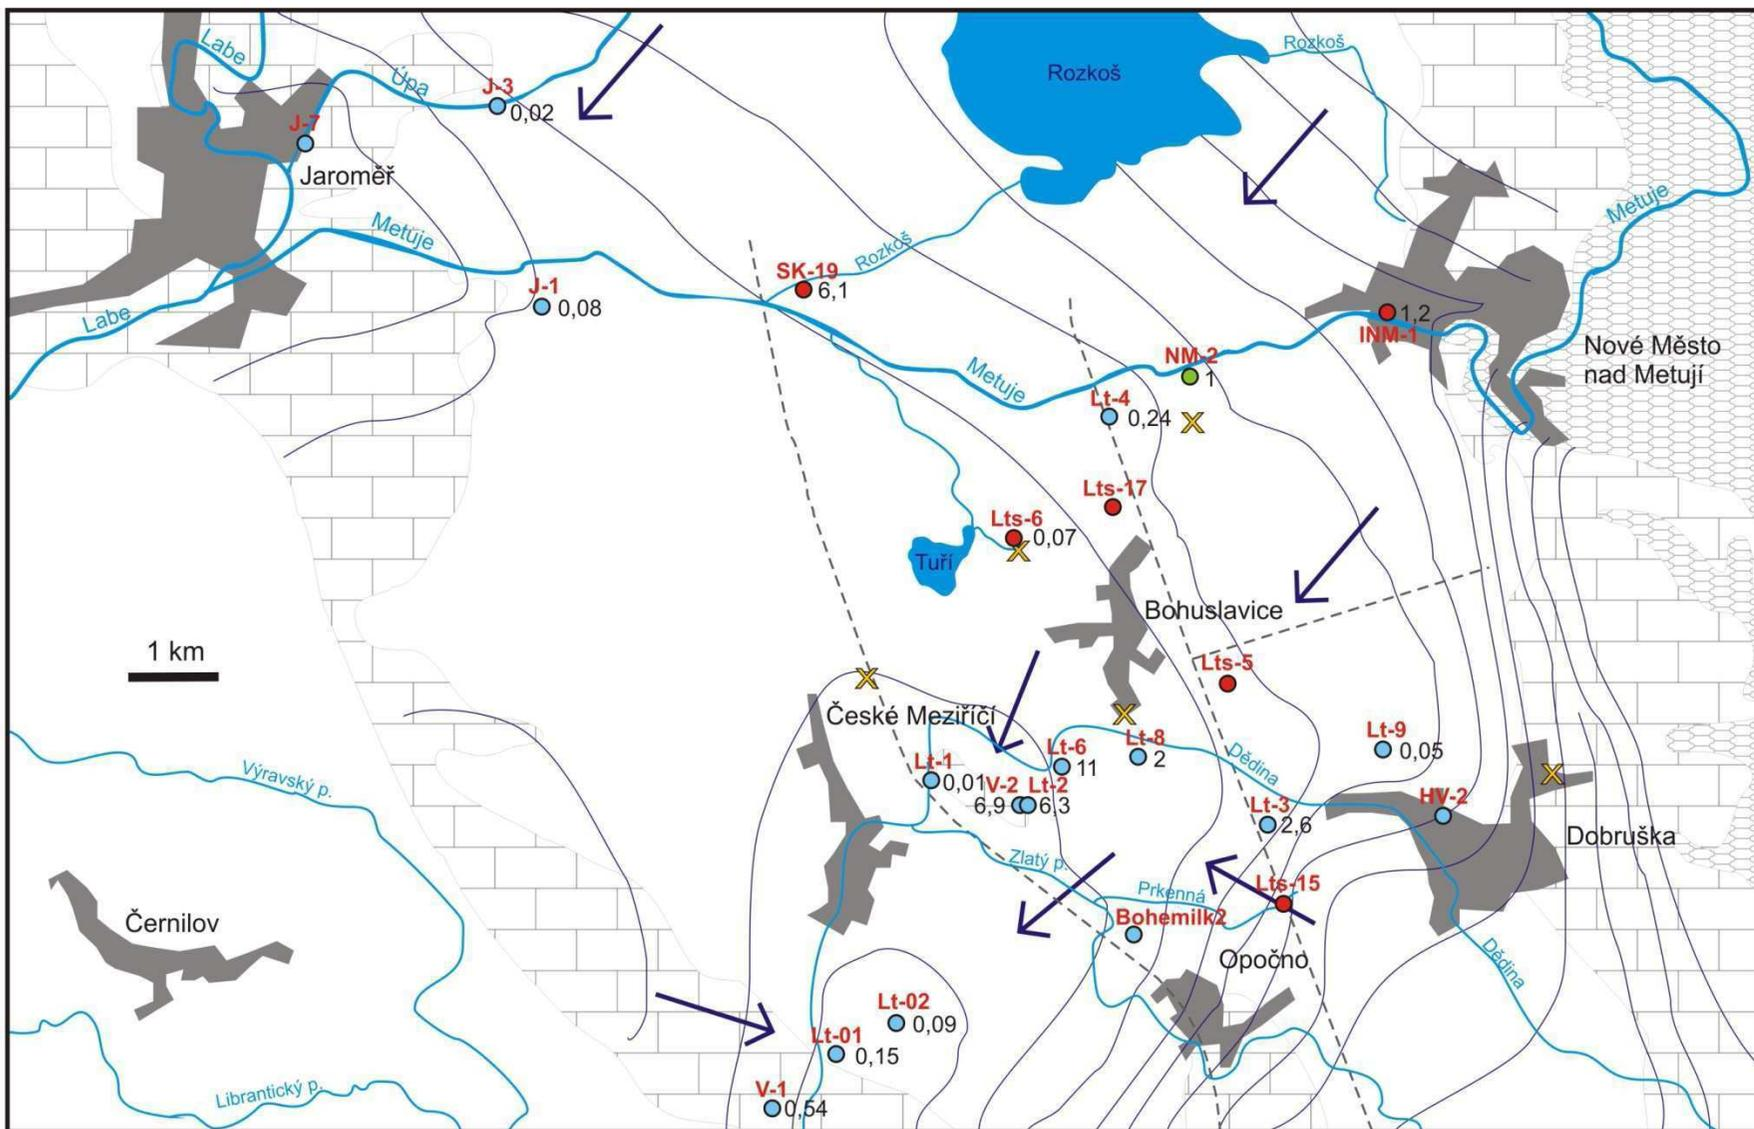 Labe
Úpa
J-3
0,02
Rozkoš
Rozkoš
J-7
Jaroměř
Metuje
Metuje
Rozkoš
SK-19
6,1
J-1
0,08
Labe
1,2
INM-1
Nové Město
nad Metují
NM-2
1
Metuje
Lt-4
0,24
Lts-17
Lts-6
0,07
Tuří
Bohuslavice
1 km
Lts-5
České Meziříčí
Lt-9
0,05
Lt-6
11
Lt-8
2
Dědina
Lt-1
0,01
V-2
6,9
Lt-2
6,3
Výravský p.
HV-2
Lt-3
2,6
Dobruška
Zlatý p.
Prkenná
Lts-15
Bohemilk2
Černilov
Opočno
Dědina
Lt-02
0,09
Lt-01
0,15
Librantický p.
V-1
0,54